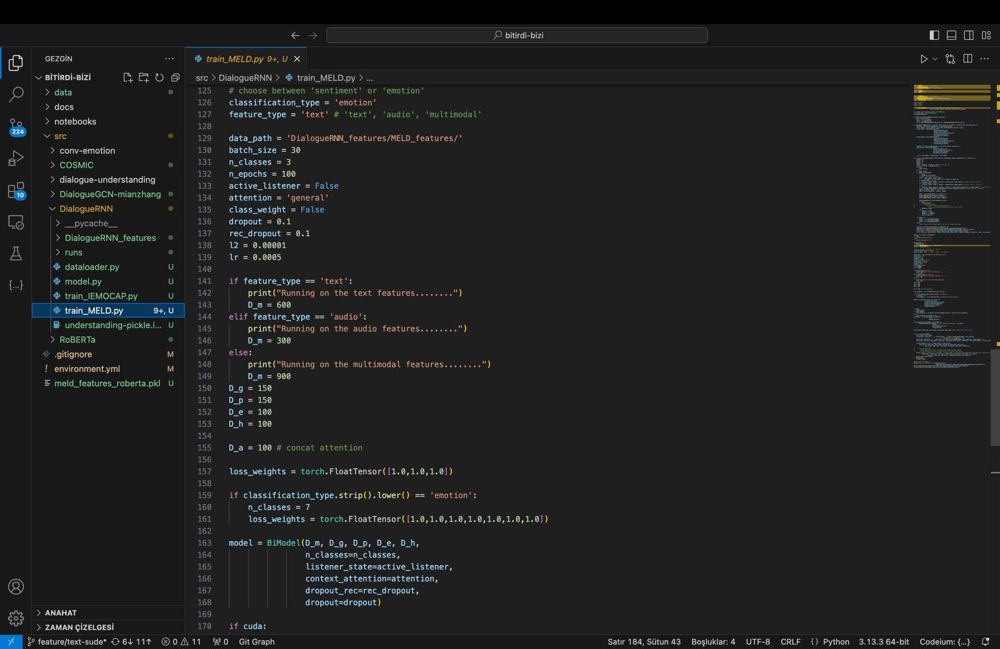 bitirdi-bizi
GEZGİN
train_MELD.py 9+, U
BİTİRDİ-BİZİ
src > DialogueRNN > train_MELD.py > ...
data
docs
notebooks
224
src
conv-emotion
COSMIC
dialogue-understanding
10
DialogueGCN-mianzhang
DialogueRNN
__pycache__
DialogueRNN_features
runs
dataloader.py U
model.py U
train_IEMOCAP.py U
train_MELD.py 9+, U
understanding-pickle.i... U
RoBERTa
.gitignore M
environment.yml M
meld_features_roberta.pkl U
ANAHAT
ZAMAN ÇİZELGESİ
125 # choose between 'sentiment' or 'emotion'
126 classification_type = 'emotion'
127 feature_type = 'text' # 'text', 'audio', 'multimodal'
128
129 data_path = 'DialogueRNN_features/MELD_features/'
130 batch_size = 30
131 n_classes = 3
132 n_epochs = 100
133 active_listener = False
134 attention = 'general'
135 class_weight = False
136 dropout = 0.1
137 rec_dropout = 0.1
138 l2 = 0.00001
139 lr = 0.0005
140
141 if feature_type == 'text':
142     print("Running on the text features........")
143     D_m = 600
144 elif feature_type == 'audio':
145     print("Running on the audio features........")
146     D_m = 300
147 else:
148     print("Running on the multimodal features........")
149     D_m = 900
150 D_g = 150
151 D_p = 150
152 D_e = 100
153 D_h = 100
154
155 D_a = 100 # concat attention
156
157 loss_weights = torch.FloatTensor([1.0,1.0,1.0])
158
159 if classification_type.strip().lower() == 'emotion':
160     n_classes = 7
161     loss_weights = torch.FloatTensor([1.0,1.0,1.0,1.0,1.0,1.0,1.0])
162
163 model = BiModel(D_m, D_g, D_p, D_e, D_h,
164                 n_classes=n_classes,
165                 listener_state=active_listener,
166                 context_attention=attention,
167                 dropout_rec=rec_dropout,
168                 dropout=dropout)
169
170 if cuda:
feature/text-sude* 6↓ 11↑ 0 11 0 Git Graph Satır 184, Sütun 43 Boşluklar: 4 UTF-8 CRLF {} Python 3.13.3 64-bit Codeium: {...}